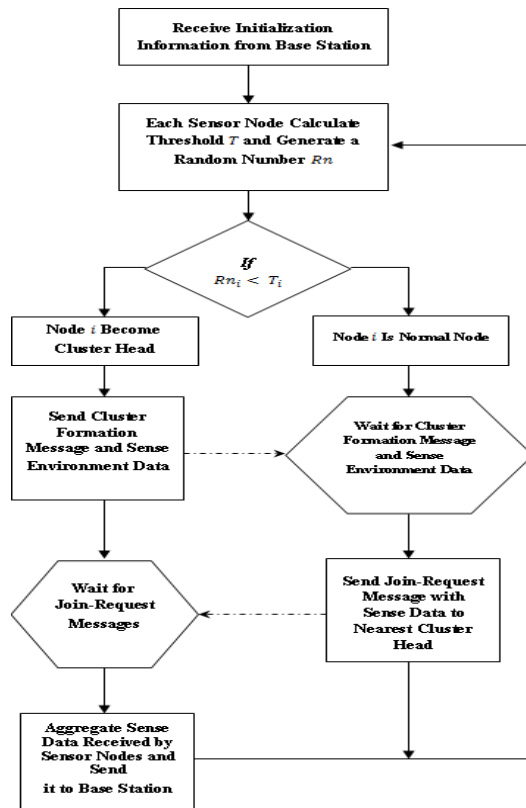 Receive Initialization
Information from Base Station
Each Sensor Node Calculate
Threshold T and Generate a
Random Number Rn
If
Rnᵢ < Tᵢ
Node i Become
Cluster Head
Node i Is Normal Node
Send Cluster
Formation
Message and Sense
Environment Data
Wait for Cluster
Formation Message
and Sense
Environment Data
Wait for
Join-Request
Messages
Send Join-Request
Message with
Sense Data to
Nearest Cluster
Head
Aggregate Sense
Data Received by
Sensor Nodes and Send
it to Base Station